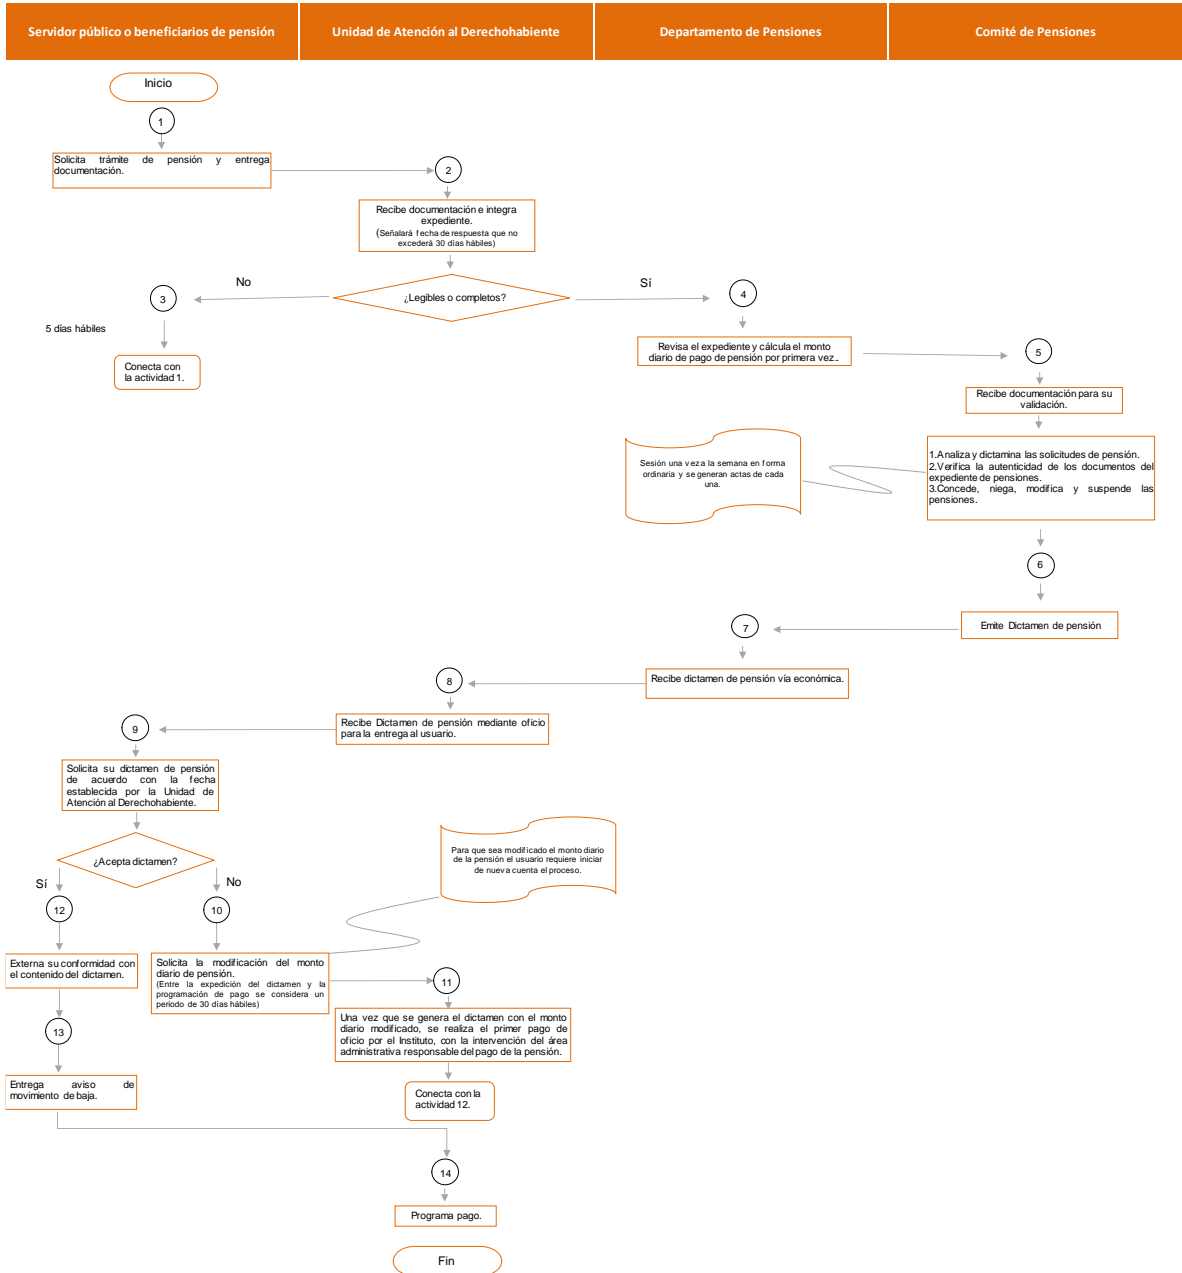 Servidor público o beneficiarios de pensión
Unidad de Atención al Derechohabiente
Departamento de Pensiones
Comité de Pensiones
Inicio
1
Solicita trámite de pensión y entrega
documentación.
2
Recibe documentación e integra
expediente.
(Señalará fecha de respuesta que no
excederá 30 días hábiles)
¿Legibles o completos?
No
Sí
3
5 días hábiles
Conecta con
la actividad 1.
4
Revisa el expediente y cálcula el monto
diario de pago de pensión por primera vez..
5
Recibe documentación para su
validación.
1.Analiza y dictamina las solicitudes de pensión.
2.Verifica la autenticidad de los documentos del
expediente de pensiones.
3.Concede, niega, modifica y suspende las
pensiones.
Sesión una vez a la semana en forma
ordinaria y se generan actas de cada
una.
6
Emite Dictamen de pensión
7
Recibe dictamen de pensión vía económica.
8
Recibe Dictamen de pensión mediante oficio
para la entrega al usuario.
9
Solicita su dictamen de pensión
de acuerdo con la fecha
establecida por la Unidad de
Atención al Derechohabiente.
¿Acepta dictamen?
Sí
No
Para que sea modificado el monto diario
de la pensión el usuario requiere iniciar
de nueva cuenta el proceso.
12
10
Externa su conformidad con
el contenido del dictamen.
Solicita la modificación del monto
diario de pensión.
(Entre la expedición del dictamen y la
programación de pago se considera un
periodo de 30 días hábiles)
11
Una vez que se genera el dictamen con el monto
diario modificado, se realiza el primer pago de
oficio por el Instituto, con la intervención del área
administrativa responsable del pago de la pensión.
13
Entrega aviso de
movimiento de baja.
Conecta con la
actividad 12.
14
Programa pago.
Fin